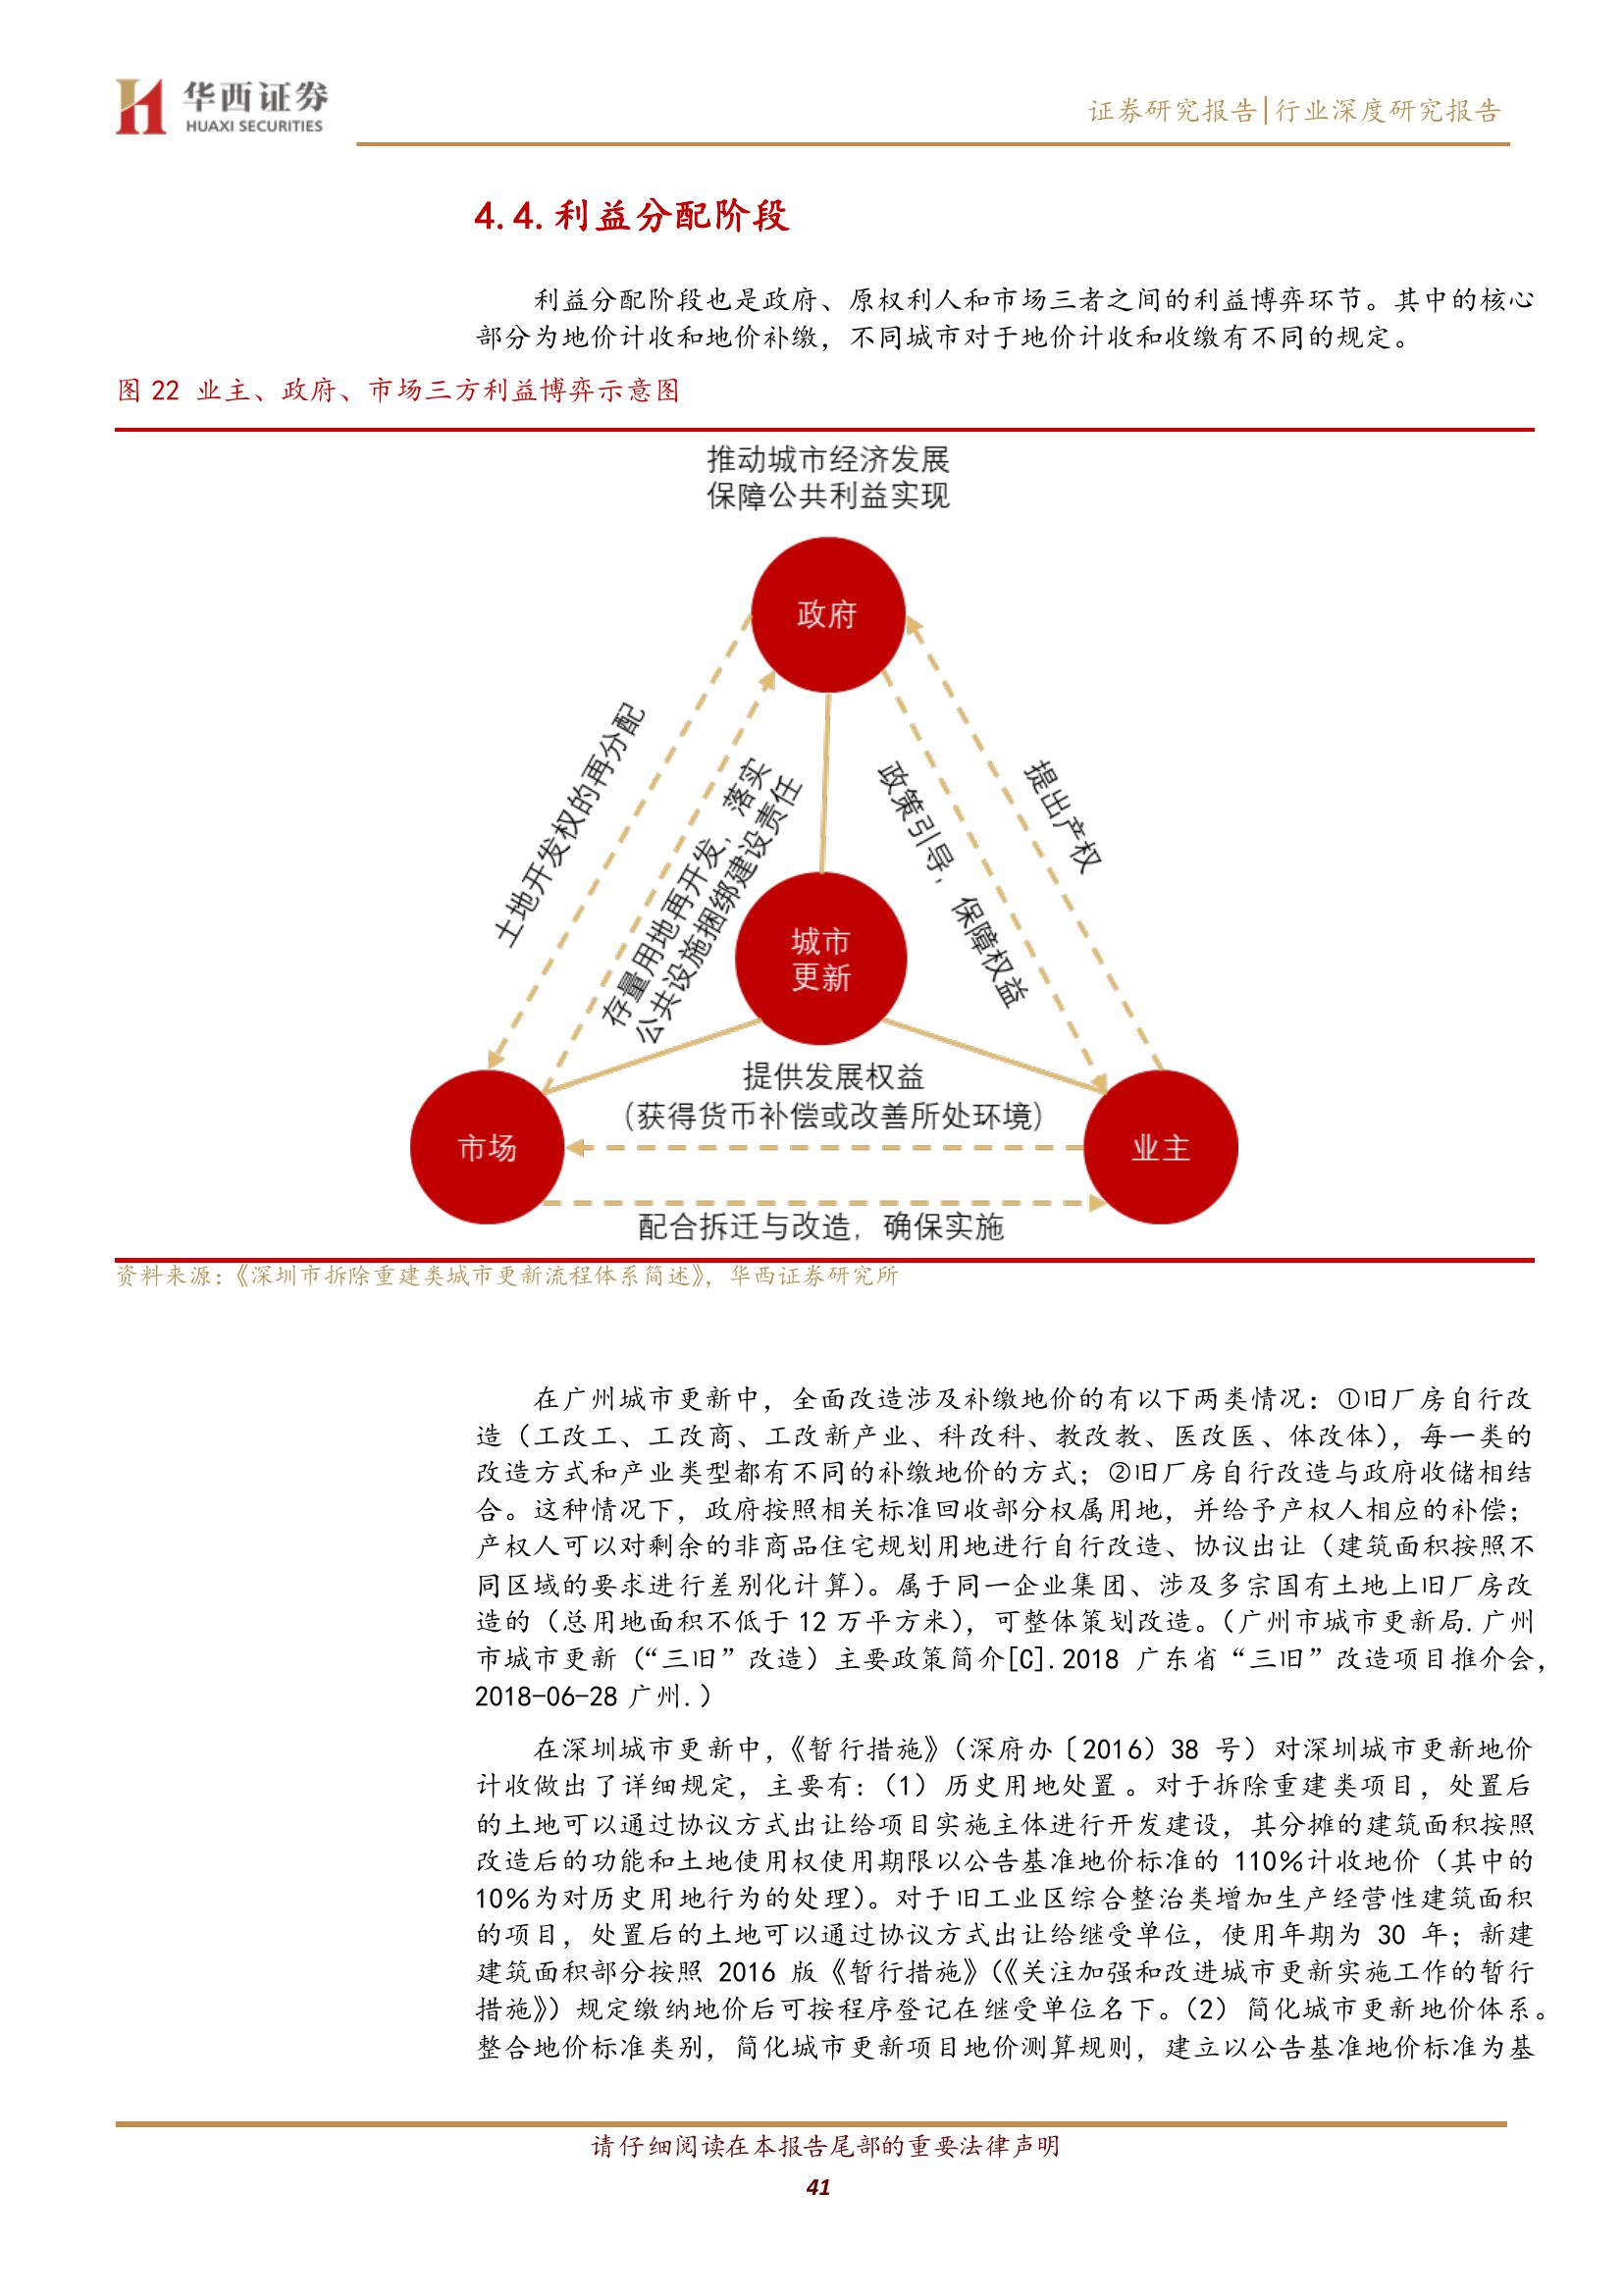 华西证券
HUAXI SECURITIES
证券研究报告|行业深度研究报告
4.4.利益分配阶段
利益分配阶段也是政府、原权利人和市场三者之间的利益博弈环节。其中的核心
部分为地价计收和地价补缴，不同城市对于地价计收和收缴有不同的规定。
图 22 业主、政府、市场三方利益博弈示意图
推动城市经济发展
保障公共利益实现
政府
土地开发权的再分配
存量用地再开发，落实
公共设施捆绑建设责任
政策引导，保障权益
提出产权
城市
更新
提供发展权益
（获得货币补偿或改善所处环境）
市场
业主
配合拆迁与改造，确保实施
资料来源：《深圳市拆除重建类城市更新流程体系简述》，华西证券研究所
在广州城市更新中，全面改造涉及补缴地价的有以下两类情况：①旧厂房自行改
造（工改工、工改商、工改新产业、科改科、教改教、医改医、体改体），每一类的
改造方式和产业类型都有不同的补缴地价的方式；②旧厂房自行改造与政府收储相结
合。这种情况下，政府按照相关标准回收部分权属用地，并给予产权人相应的补偿；
产权人可以对剩余的非商品住宅规划用地进行自行改造、协议出让（建筑面积按照不
同区域的要求进行差别化计算）。属于同一企业集团、涉及多宗国有土地上旧厂房改
造的（总用地面积不低于 12 万平方米），可整体策划改造。（广州市城市更新局.广州
市城市更新（“三旧”改造）主要政策简介[C].2018 广东省“三旧”改造项目推介会，
2018-06-28 广州.）
在深圳城市更新中，《暂行措施》（深府办〔2016）38 号）对深圳城市更新地价
计收做出了详细规定，主要有：（1）历史用地处置。对于拆除重建类项目，处置后
的土地可以通过协议方式出让给项目实施主体进行开发建设，其分摊的建筑面积按照
改造后的功能和土地使用权使用期限以公告基准地价标准的 110%计收地价（其中的
10%为对历史用地行为的处理）。对于旧工业区综合整治类增加生产经营性建筑面积
的项目，处置后的土地可以通过协议方式出让给继受单位，使用年期为 30 年；新建
建筑面积部分按照 2016 版《暂行措施》（《关注加强和改进城市更新实施工作的暂行
措施》）规定缴纳地价后可按程序登记在继受单位名下。（2）简化城市更新地价体系。
整合地价标准类别，简化城市更新项目地价测算规则，建立以公告基准地价标准为基
请仔细阅读在本报告尾部的重要法律声明
41